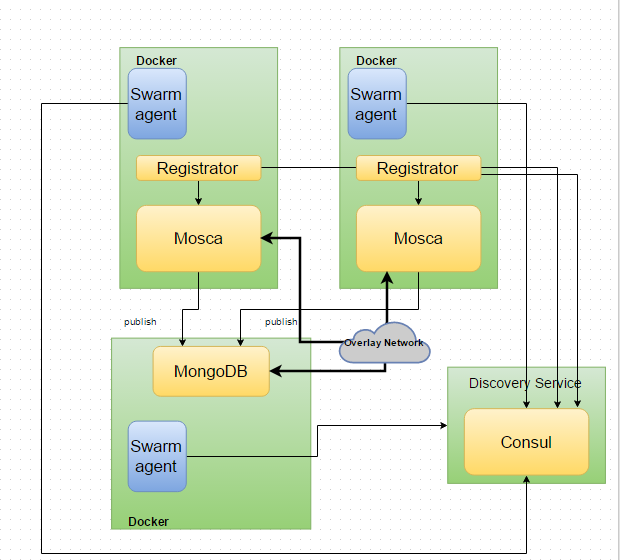 Docker
Docker
Swarm
agent
Swarm
agent
Registrator
Registrator
Mosca
Mosca
publish
publish
Overlay Network
MongoDB
Discovery Service
Swarm
agent
Consul
Docker